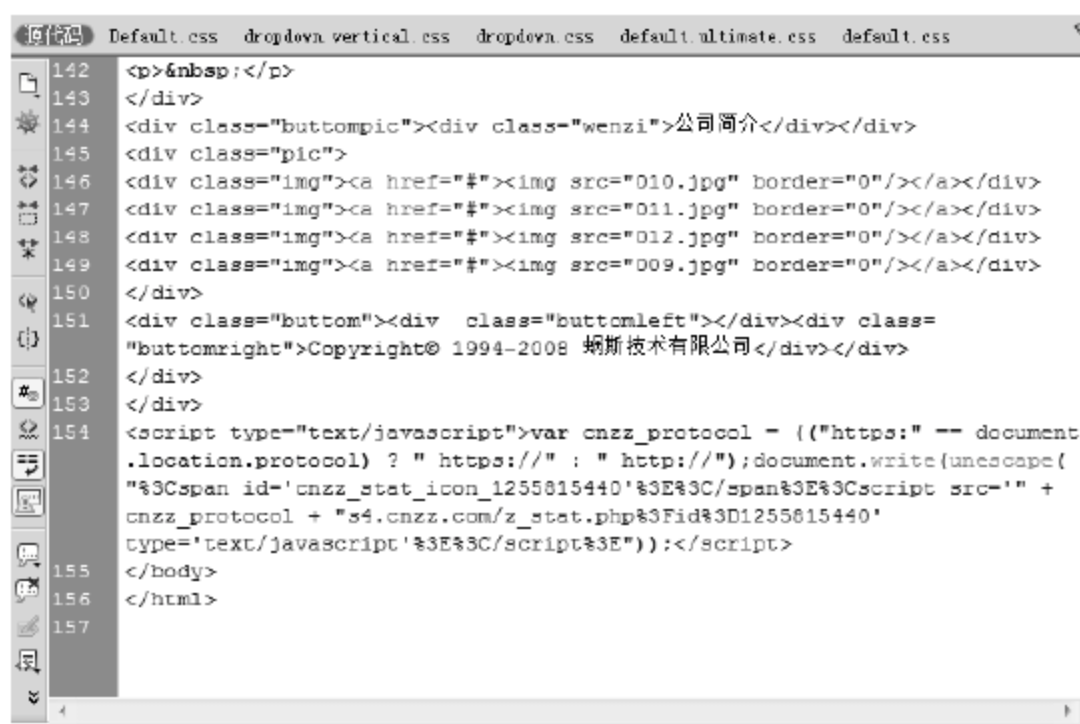 源代码 Default.css dropdown.vertical.css dropdown.css default.ultimate.css default.css
142 <p>&nbsp;</p>
143 </div>
144 <div class="buttompic"><div class="wenzi">公司简介</div></div>
145 <div class="pic">
146 <div class="img"><a href="#"><img src="010.jpg" border="0"/></a></div>
147 <div class="img"><a href="#"><img src="011.jpg" border="0"/></a></div>
148 <div class="img"><a href="#"><img src="012.jpg" border="0"/></a></div>
149 <div class="img"><a href="#"><img src="009.jpg" border="0"/></a></div>
150 </div>
151 <div class="buttom"><div  class="buttomleft"></div><div class=
"buttomright">Copyright© 1994-2008 蜗斯技术有限公司</div></div>
152 </div>
153 </div>
154 <script type="text/javascript">var cnzz_protocol = (("https:" == document
.location.protocol) ? " https://" : " http://");document.write(unescape(
"%3Cspan id='cnzz_stat_icon_1255815440'%3E%3C/span%3E%3Cscript src='" +
cnzz_protocol + "s4.cnzz.com/z_stat.php%3Fid%3D1255815440'
type='text/javascript'%3E%3C/script%3E"));</script>
155 </body>
156 </html>
157